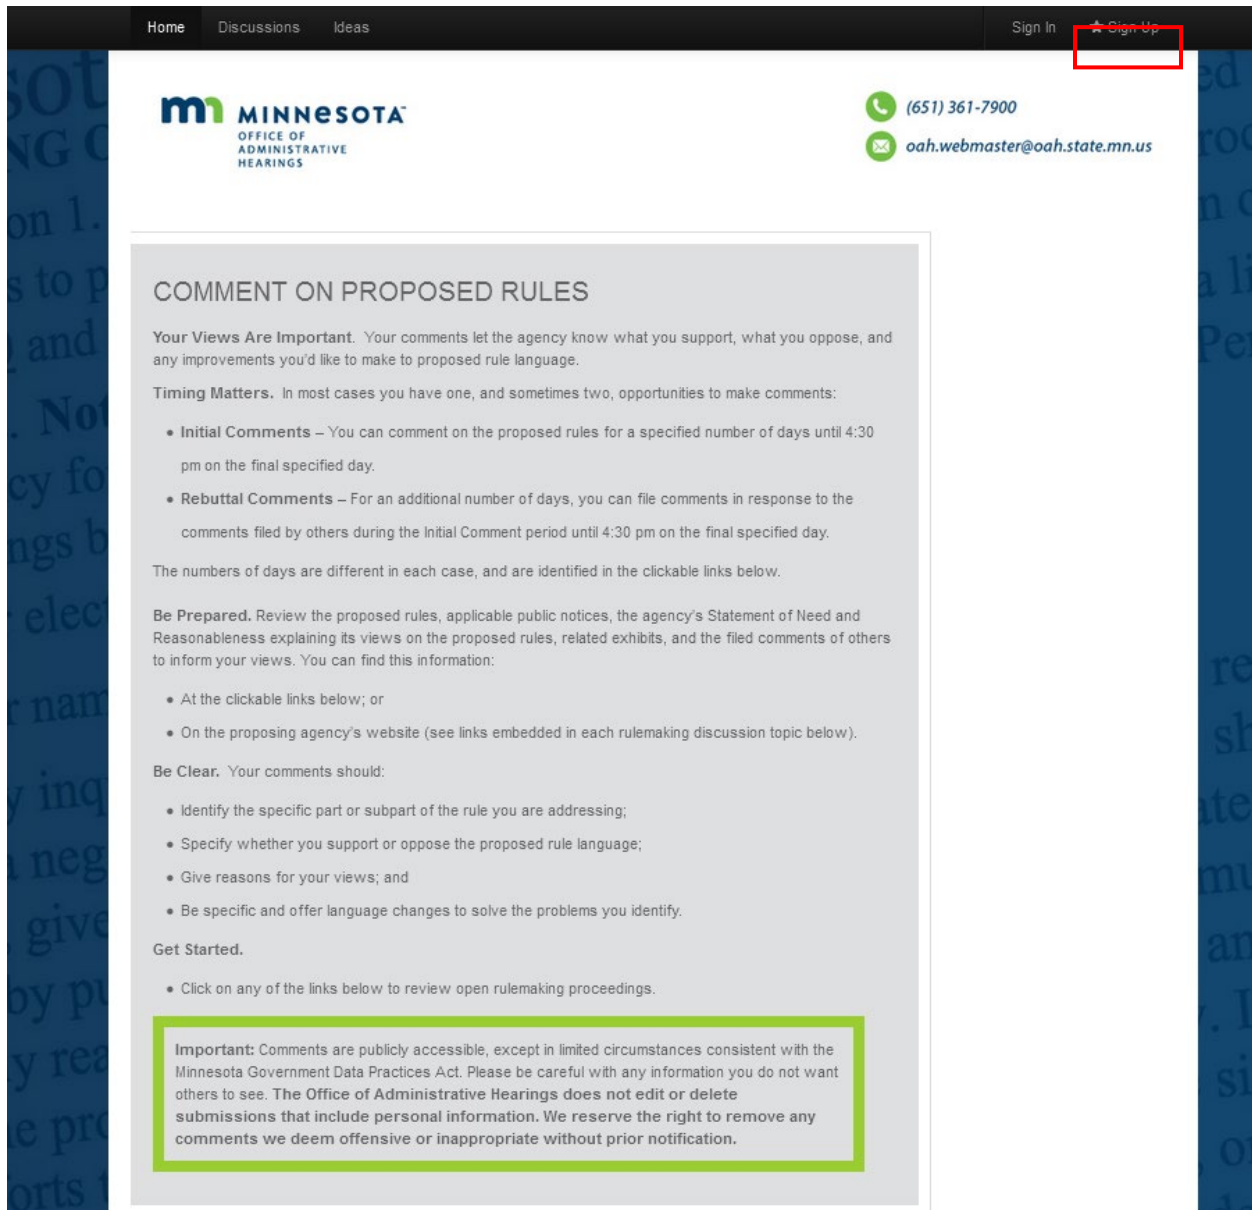 Home Discussions Ideas Sign In ★ Sign Up
mn MINNESOTA
OFFICE OF
ADMINISTRATIVE
HEARINGS
(651) 361-7900
oah.webmaster@oah.state.mn.us
COMMENT ON PROPOSED RULES
Your Views Are Important. Your comments let the agency know what you support, what you oppose, and
any improvements you'd like to make to proposed rule language.
Timing Matters. In most cases you have one, and sometimes two, opportunities to make comments:
• Initial Comments – You can comment on the proposed rules for a specified number of days until 4:30
pm on the final specified day.
• Rebuttal Comments – For an additional number of days, you can file comments in response to the
comments filed by others during the Initial Comment period until 4:30 pm on the final specified day.
The numbers of days are different in each case, and are identified in the clickable links below.
Be Prepared. Review the proposed rules, applicable public notices, the agency's Statement of Need and
Reasonableness explaining its views on the proposed rules, related exhibits, and the filed comments of others
to inform your views. You can find this information:
• At the clickable links below; or
• On the proposing agency's website (see links embedded in each rulemaking discussion topic below).
Be Clear. Your comments should:
• Identify the specific part or subpart of the rule you are addressing;
• Specify whether you support or oppose the proposed rule language;
• Give reasons for your views; and
• Be specific and offer language changes to solve the problems you identify.
Get Started.
• Click on any of the links below to review open rulemaking proceedings.
Important: Comments are publicly accessible, except in limited circumstances consistent with the
Minnesota Government Data Practices Act. Please be careful with any information you do not want
others to see. The Office of Administrative Hearings does not edit or delete
submissions that include personal information. We reserve the right to remove any
comments we deem offensive or inappropriate without prior notification.